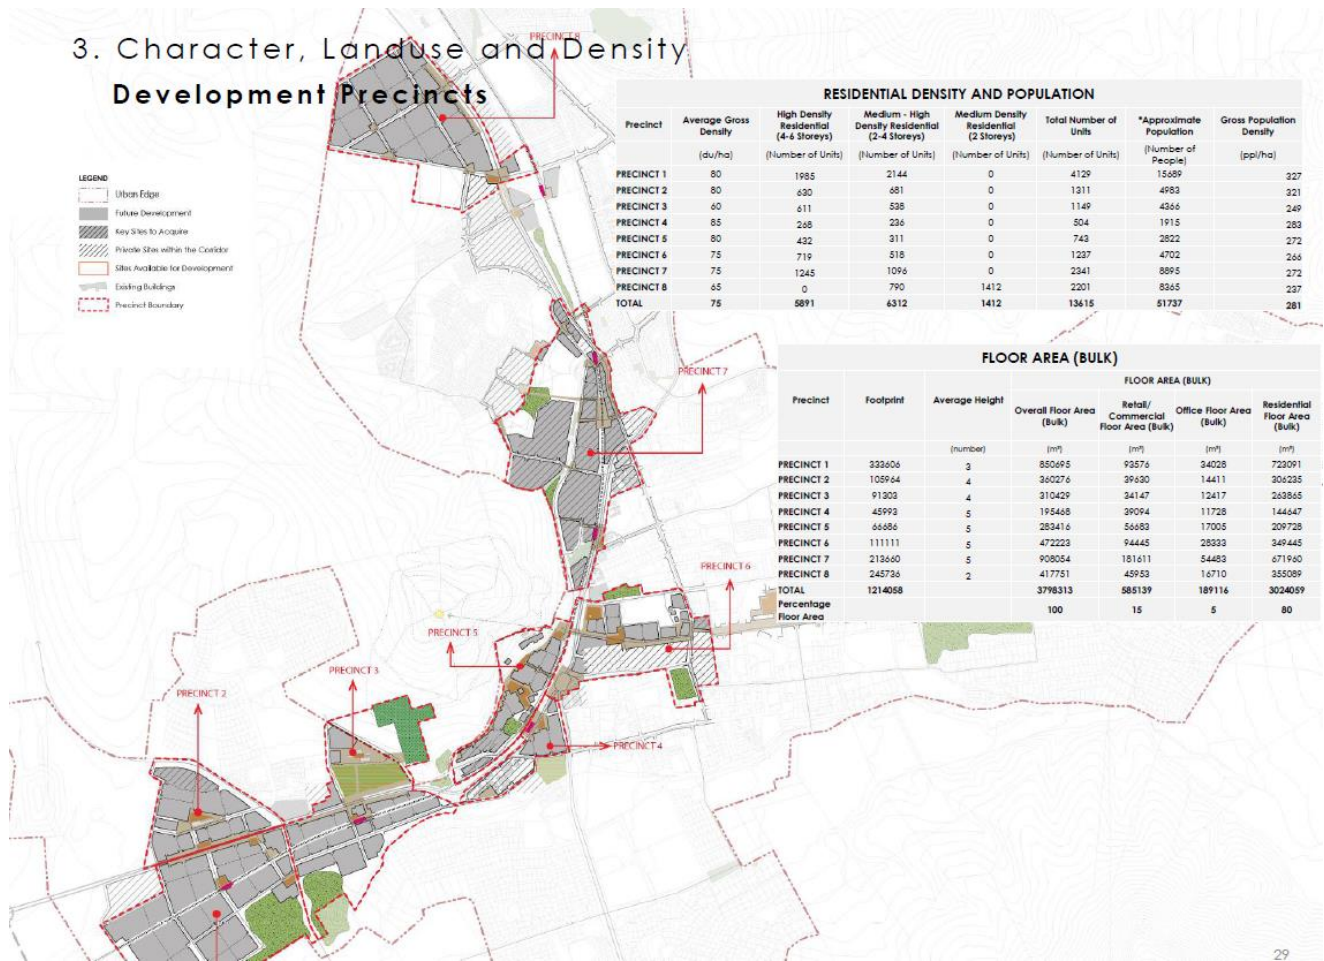 3. Character, Landuse and Density
Development Precincts
PRECINCT 8
LEGEND
Urban Edge
Future Development
Key Sites to Acquire
Private Sites within the Corridor
Sites Available for Development
Existing Buildings
Precinct Boundary
RESIDENTIAL DENSITY AND POPULATION
Precinct Average Gross Density High Density Residential (4-6 Storeys) Medium - High Density Residential (2-4 Storeys) Medium Density Residential (2 Storeys) Total Number of Units *Approximate Population Gross Population Density
(du/ha) (Number of Units) (Number of Units) (Number of Units) (Number of Units) (Number of People) (ppl/ha)
PRECINCT 1 80 1985 2144 0 4129 15689 327
PRECINCT 2 80 630 681 0 1311 4983 321
PRECINCT 3 60 611 538 0 1149 4366 249
PRECINCT 4 85 268 236 0 504 1915 283
PRECINCT 5 80 432 311 0 743 2822 272
PRECINCT 6 75 719 518 0 1237 4702 266
PRECINCT 7 75 1245 1096 0 2341 8895 272
PRECINCT 8 65 0 790 1412 2201 8365 237
TOTAL 75 5891 6312 1412 13615 51737 281
FLOOR AREA (BULK)
FLOOR AREA (BULK)
Precinct Footprint Average Height Overall Floor Area (Bulk) Retail/ Commercial Floor Area (Bulk) Office Floor Area (Bulk) Residential Floor Area (Bulk)
(number) (m²) (m²) (m²) (m²)
PRECINCT 1 333606 3 850695 93576 34028 723091
PRECINCT 2 105964 4 360276 39630 14411 306235
PRECINCT 3 91303 4 310429 34147 12417 263865
PRECINCT 4 45993 5 195468 39094 11728 144647
PRECINCT 5 66686 5 283416 56683 17005 209728
PRECINCT 6 111111 5 472223 94445 28333 349445
PRECINCT 7 213660 5 908054 181611 54483 671960
PRECINCT 8 245736 2 417751 45953 16710 355089
TOTAL 1214058 3798313 585139 189116 3024059
Percentage Floor Area 100 15 5 80
PRECINCT 7
PRECINCT 6
PRECINCT 5
PRECINCT 3
PRECINCT 2
PRECINCT 4
29